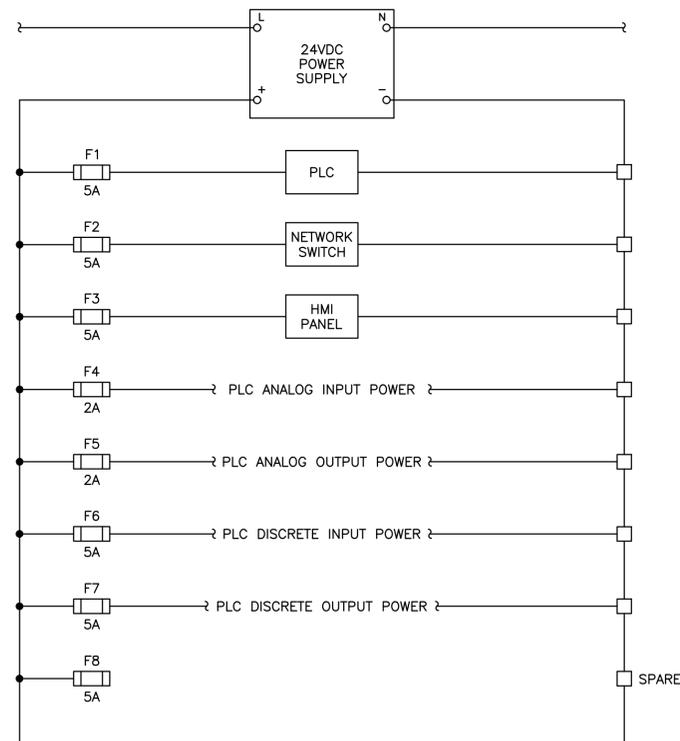 L N
24VDC
POWER
SUPPLY
+ −
F1
PLC
5A
F2
NETWORK
SWITCH
5A
F3
HMI
PANEL
5A
F4
PLC ANALOG INPUT POWER
2A
F5
PLC ANALOG OUTPUT POWER
2A
F6
PLC DISCRETE INPUT POWER
5A
F7
PLC DISCRETE OUTPUT POWER
5A
F8
SPARE
5A